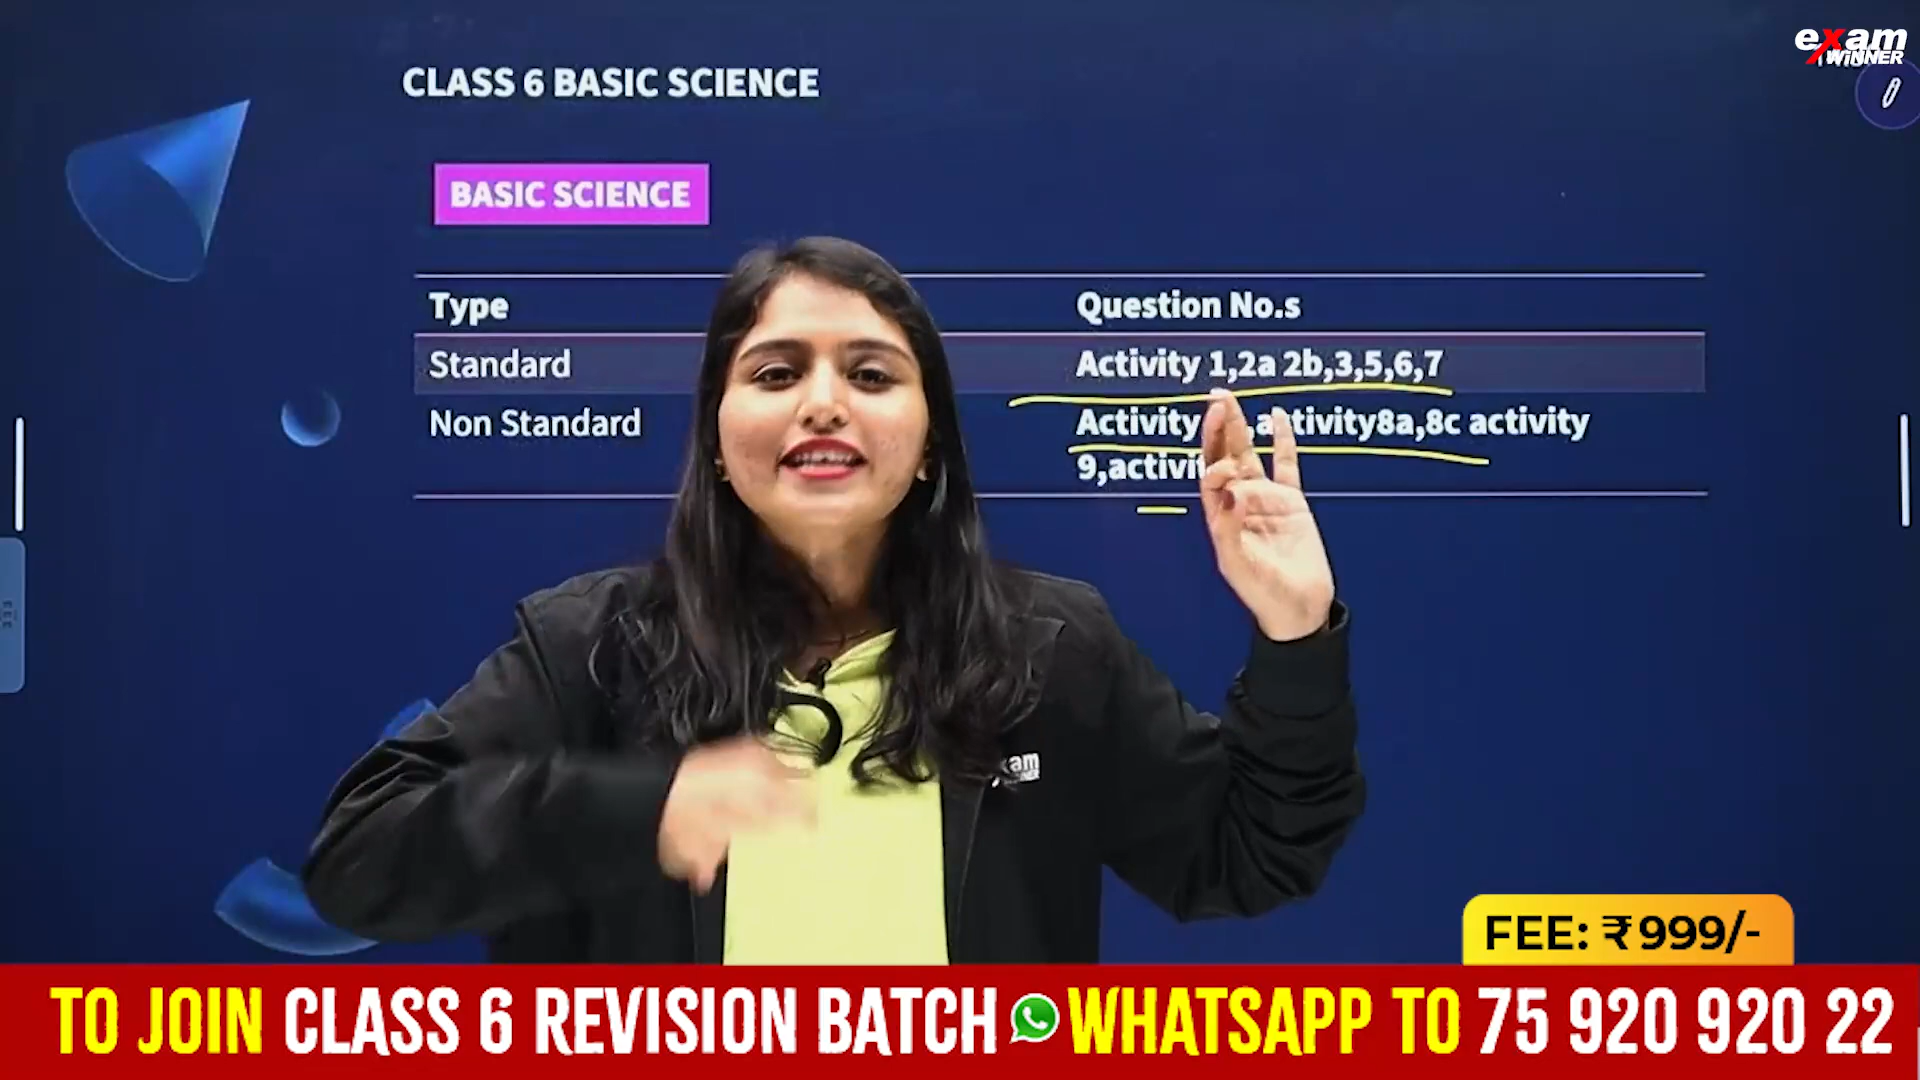 exam
WINNER
CLASS 6 BASIC SCIENCE
BASIC SCIENCE
Type
Question No.s
Standard
Activity 1,2a 2b,3,5,6,7
Non Standard
Activity ,activity8a,8c activity
9,
FEE: ₹999/-
TO JOIN CLASS 6 REVISION BATCH WHATSAPP TO 75 920 920 22